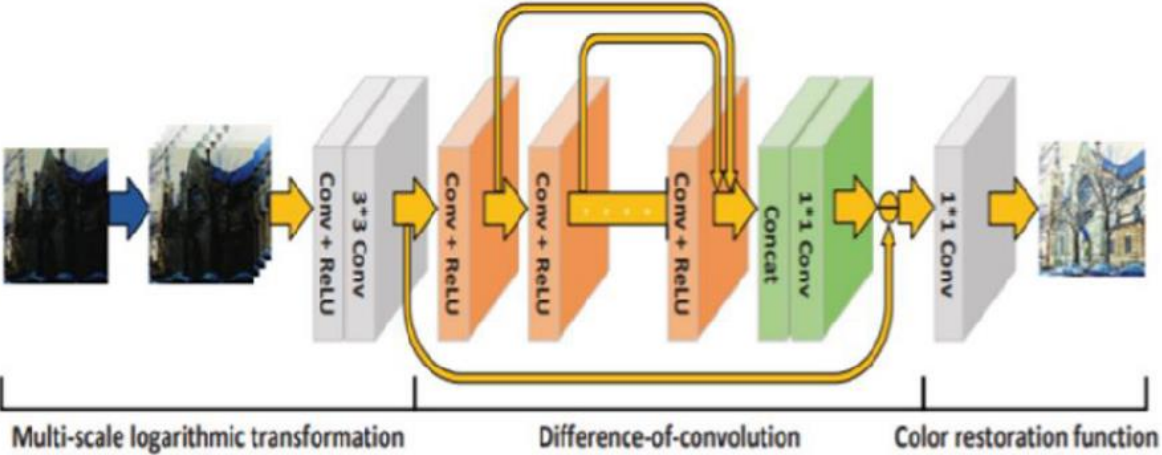 Conv + ReLU
3*3 Conv
Conv + ReLU
Conv + ReLU
Conv + ReLU
Concat
1*1 Conv
1*1 Conv
Multi-scale logarithmic transformation
Difference-of-convolution
Color restoration function